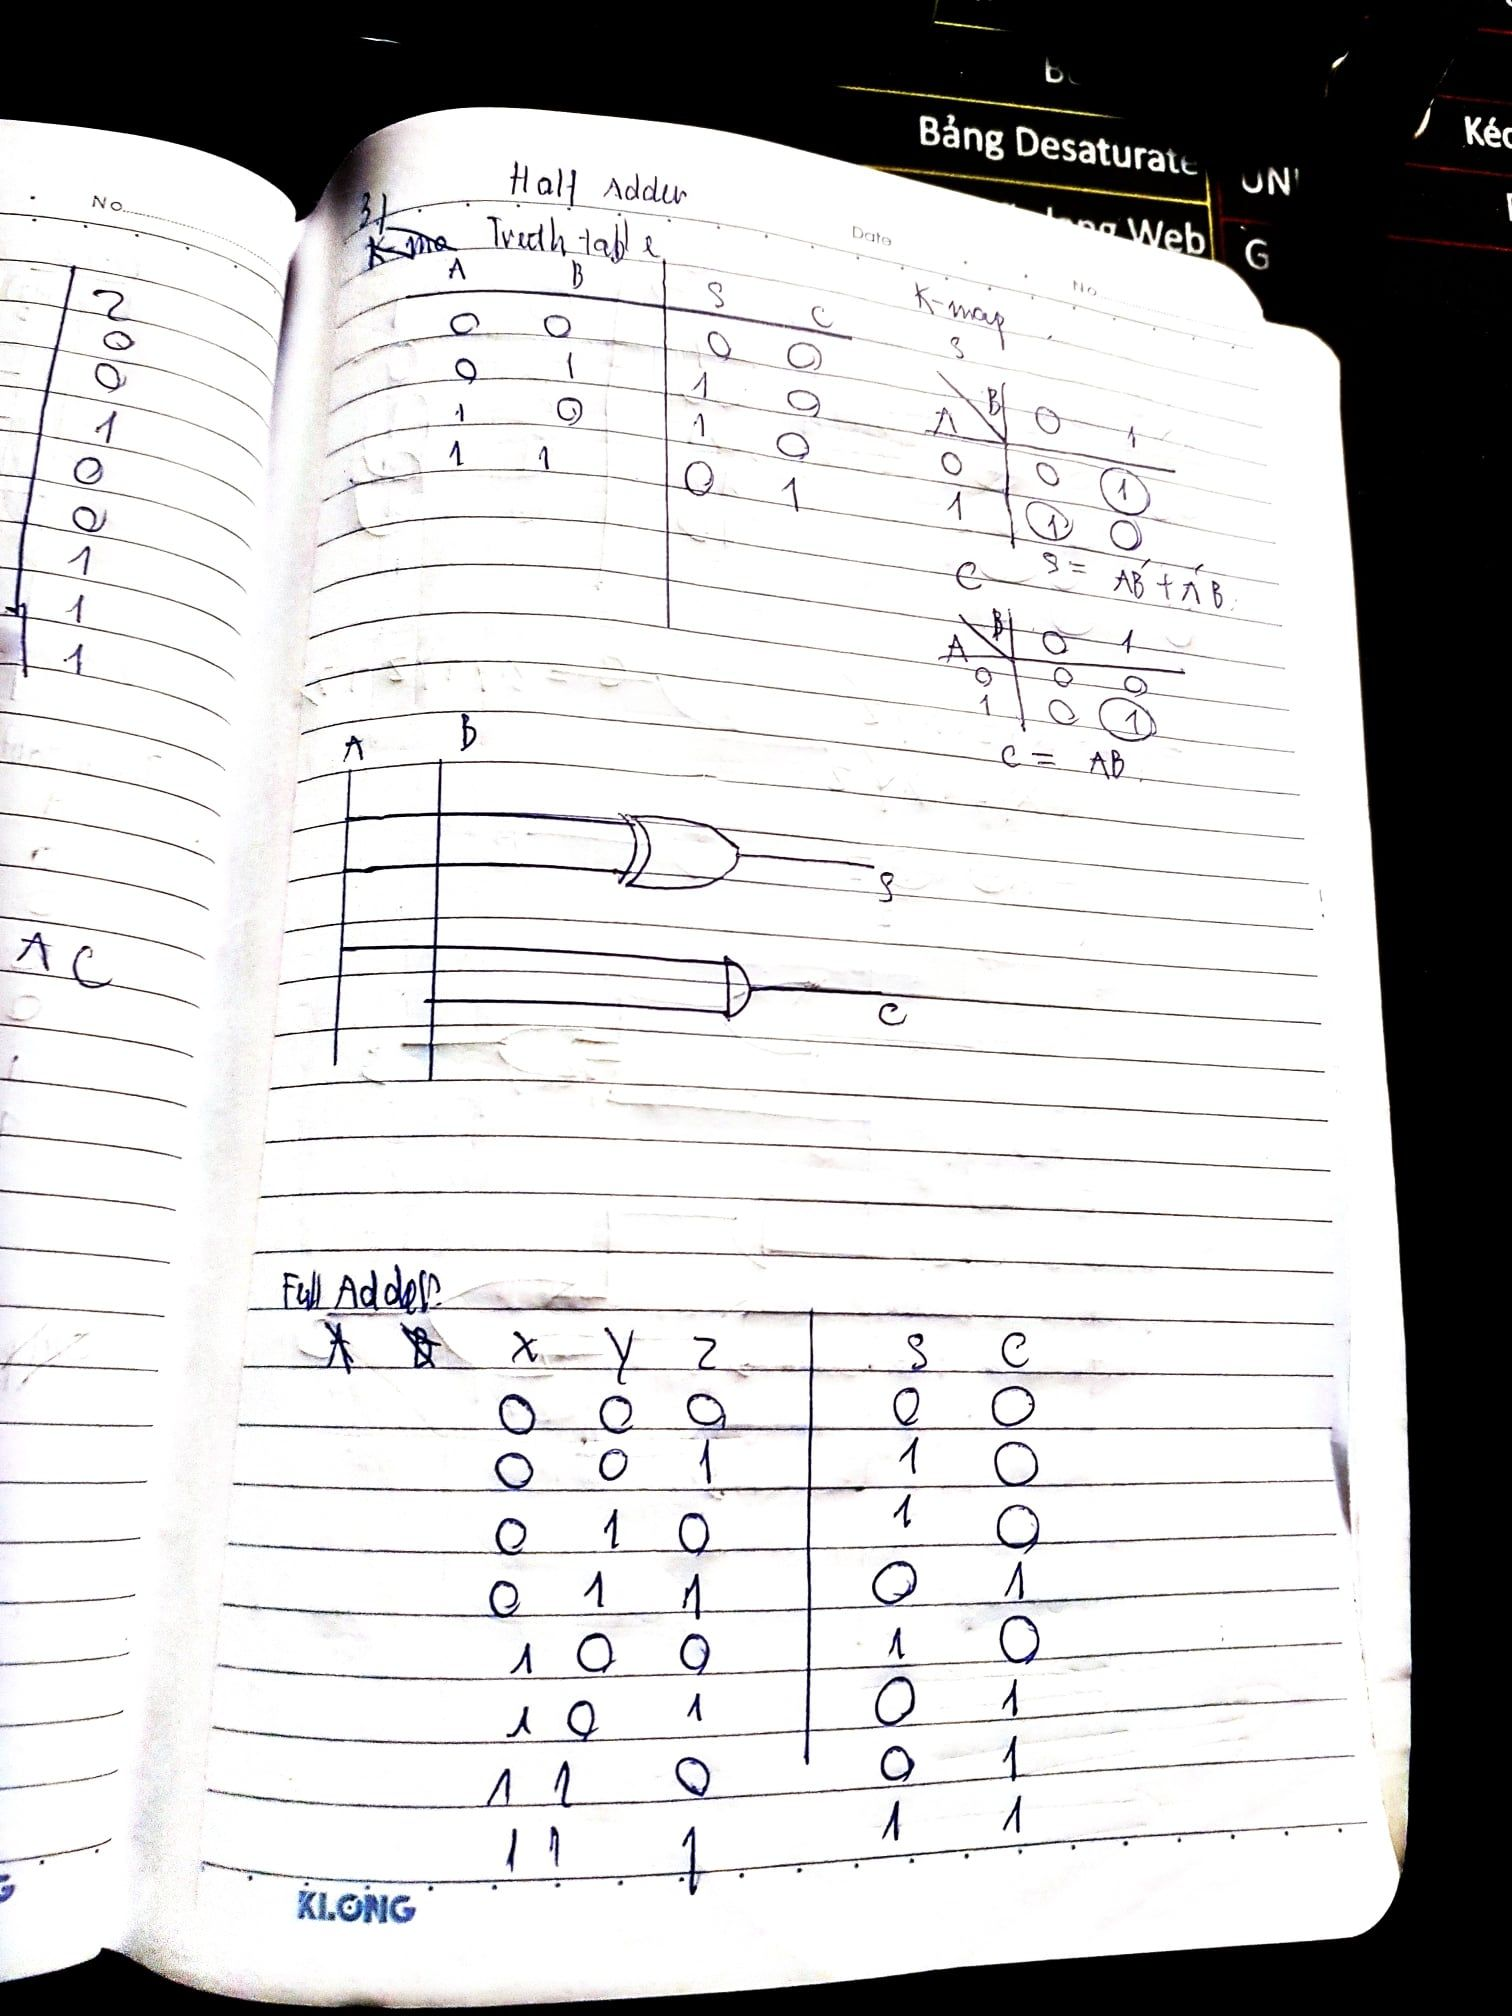 B
Bảng Desaturate
UN
Kéo
Web
G
No.
Z
0
0
1
0
0
1
1
1
A C
Half Adder
3/
Truth table
Date
No
A B S C
0 0 0 0
0 1 1 0
1 0 1 0
1 1 0 1
K-map
S
B 0 1
A
0 0 1
1 1 0
S = AB' + A'B
C
B 0 1
A
0 0 0
1 0 1
C = AB
A B
S
C
Full Adder:
X Y Z S C
0 0 0 0 0
0 0 1 1 0
0 1 0 1 0
0 1 1 0 1
1 0 0 1 0
1 0 1 0 1
1 1 0 0 1
1 1 1 1 1
KLONG